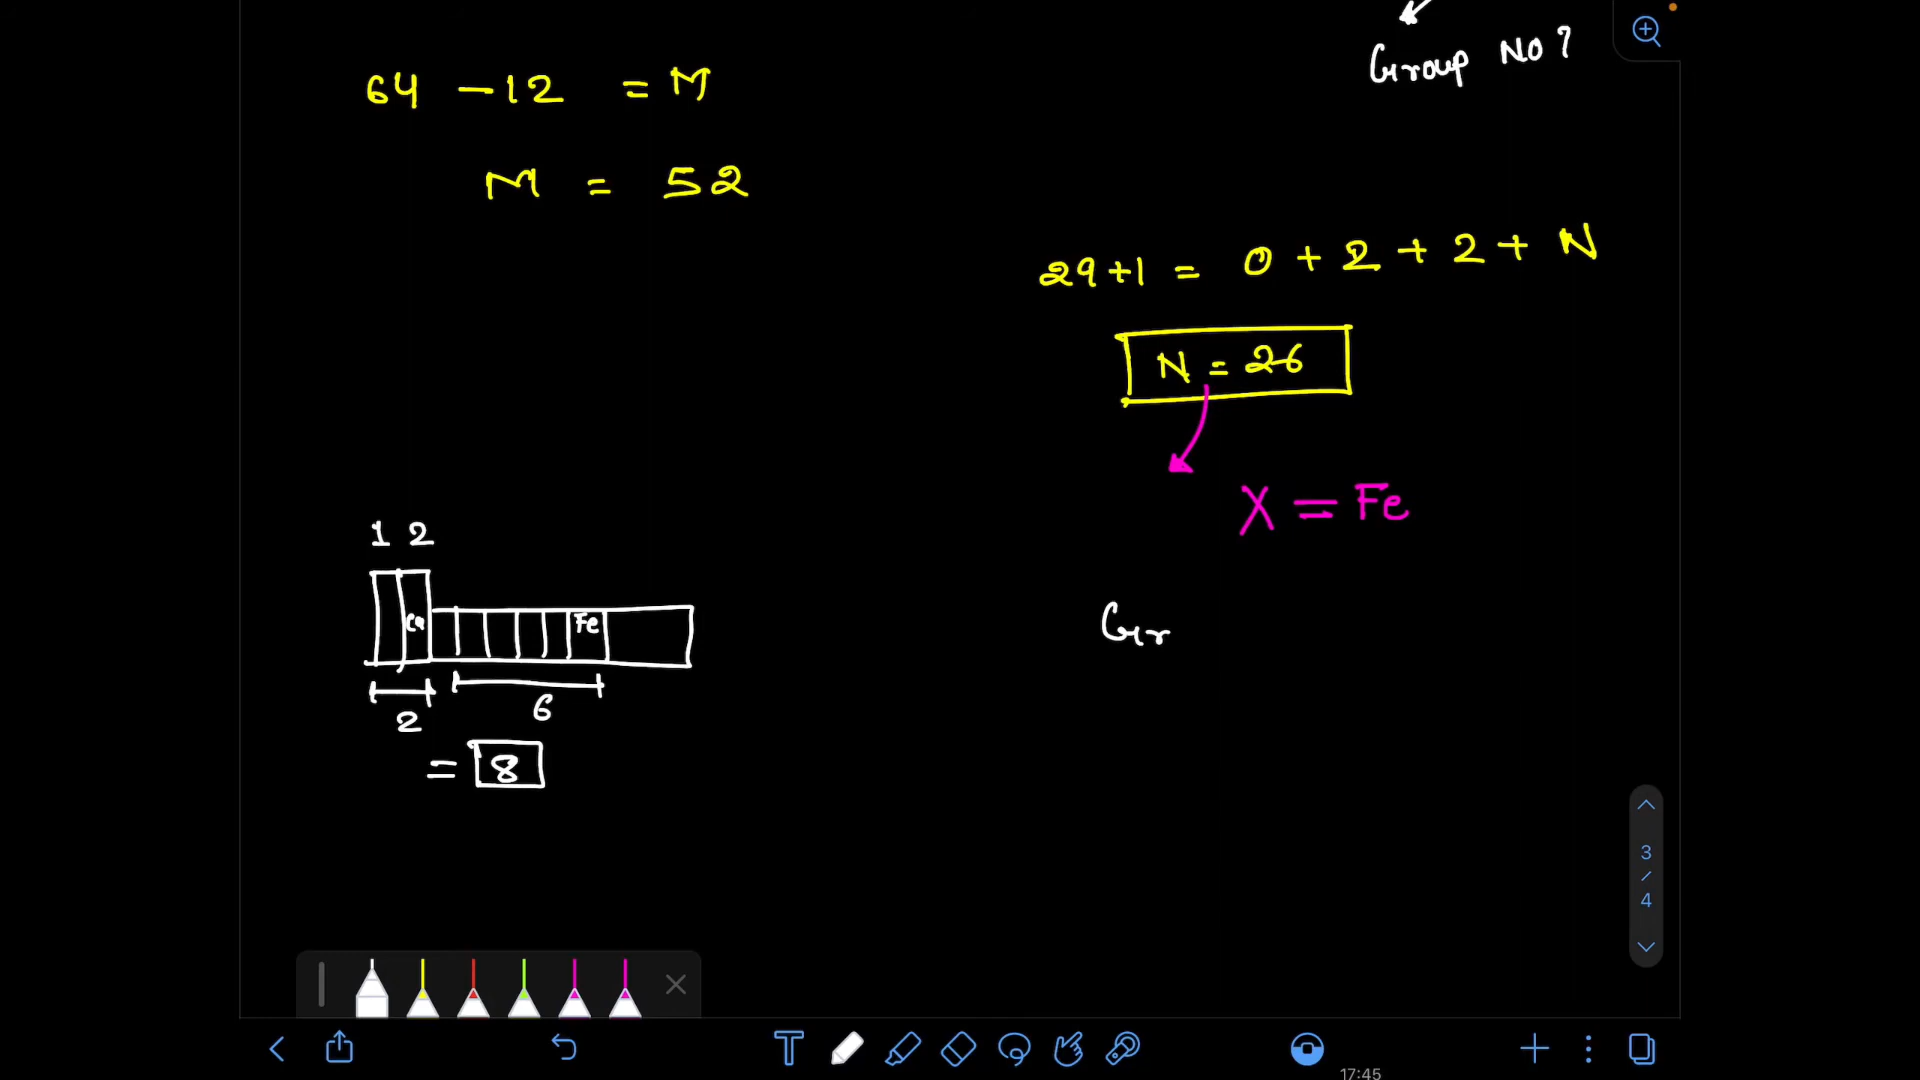 Group No?
64 - 12 = M
M = 52
29+1 = 0 + 2 + 2 + N
N = 26
X = Fe
1 2
Ca Fe
Gr
2 6
= 8
3
/
4
T
17:45